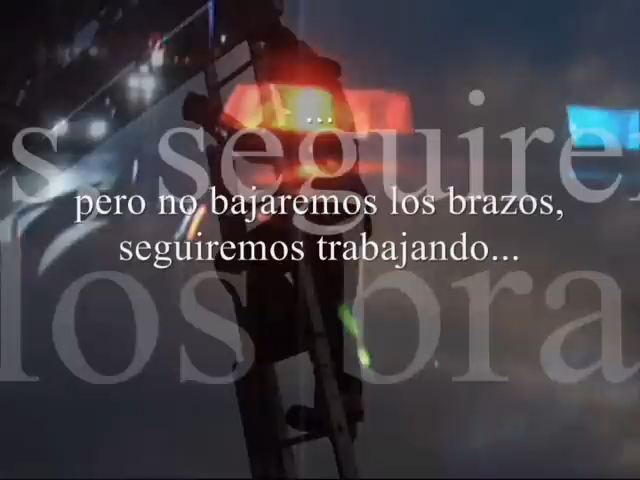 ...
pero no bajaremos los brazos,
seguiremos trabajando...
s, seguire
los bra